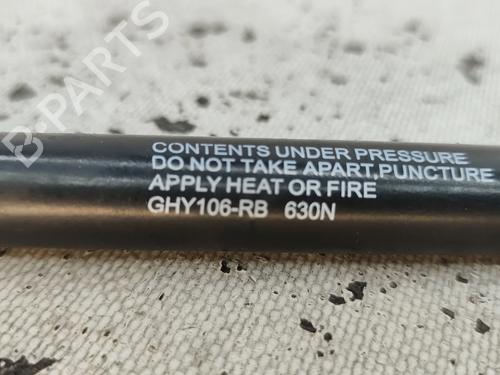 B-PARTS
CONTENTS UNDER PRESSURE
DO NOT TAKE APART,PUNCTURE
APPLY HEAT OR FIRE
GHY106-RB 630N